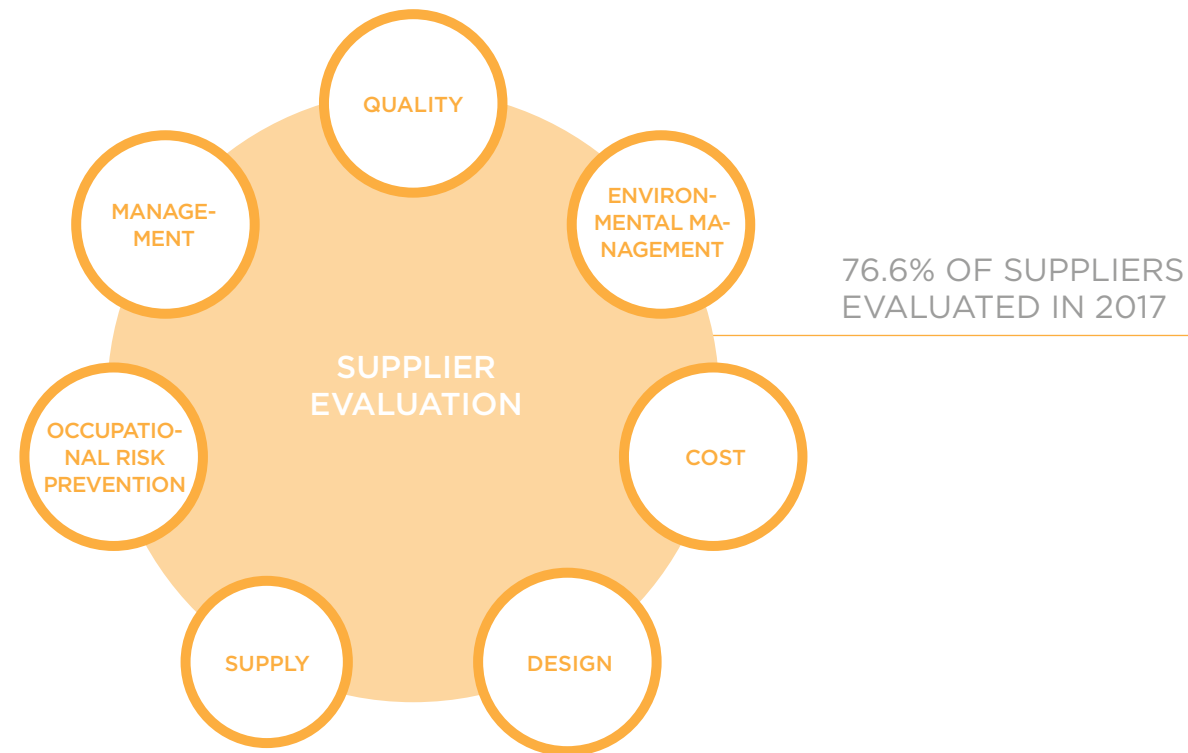 QUALITY
ENVIRON-
MENTAL MA-
NAGEMENT
MANAGE-
MENT
76.6% OF SUPPLIERS
EVALUATED IN 2017
SUPPLIER
EVALUATION
OCCUPATIO-
NAL RISK
PREVENTION
COST
SUPPLY
DESIGN